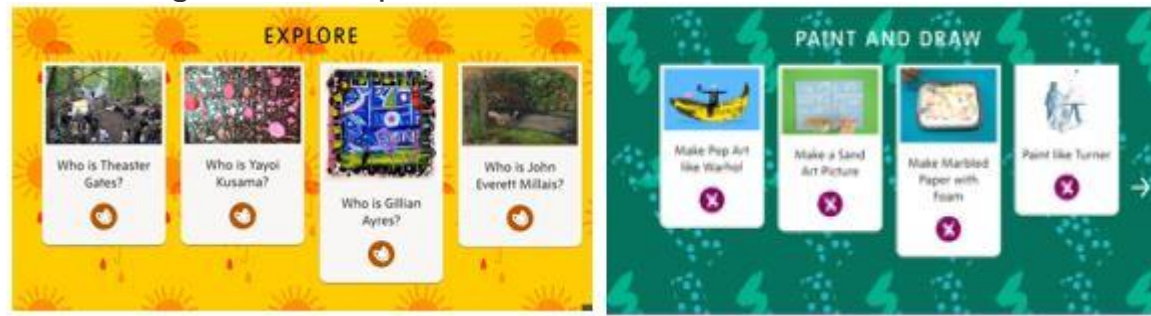 EXPLORE
Who is Theaster
Gates?
Who is Yayoi
Kusama?
Who is Gillian
Ayres?
Who is John
Everett Millais?
PAINT AND DRAW
Make Pop Art
like Warhol
Make a Sand
Art Picture
Make Marbled
Paper with
Foam
Paint like Turner